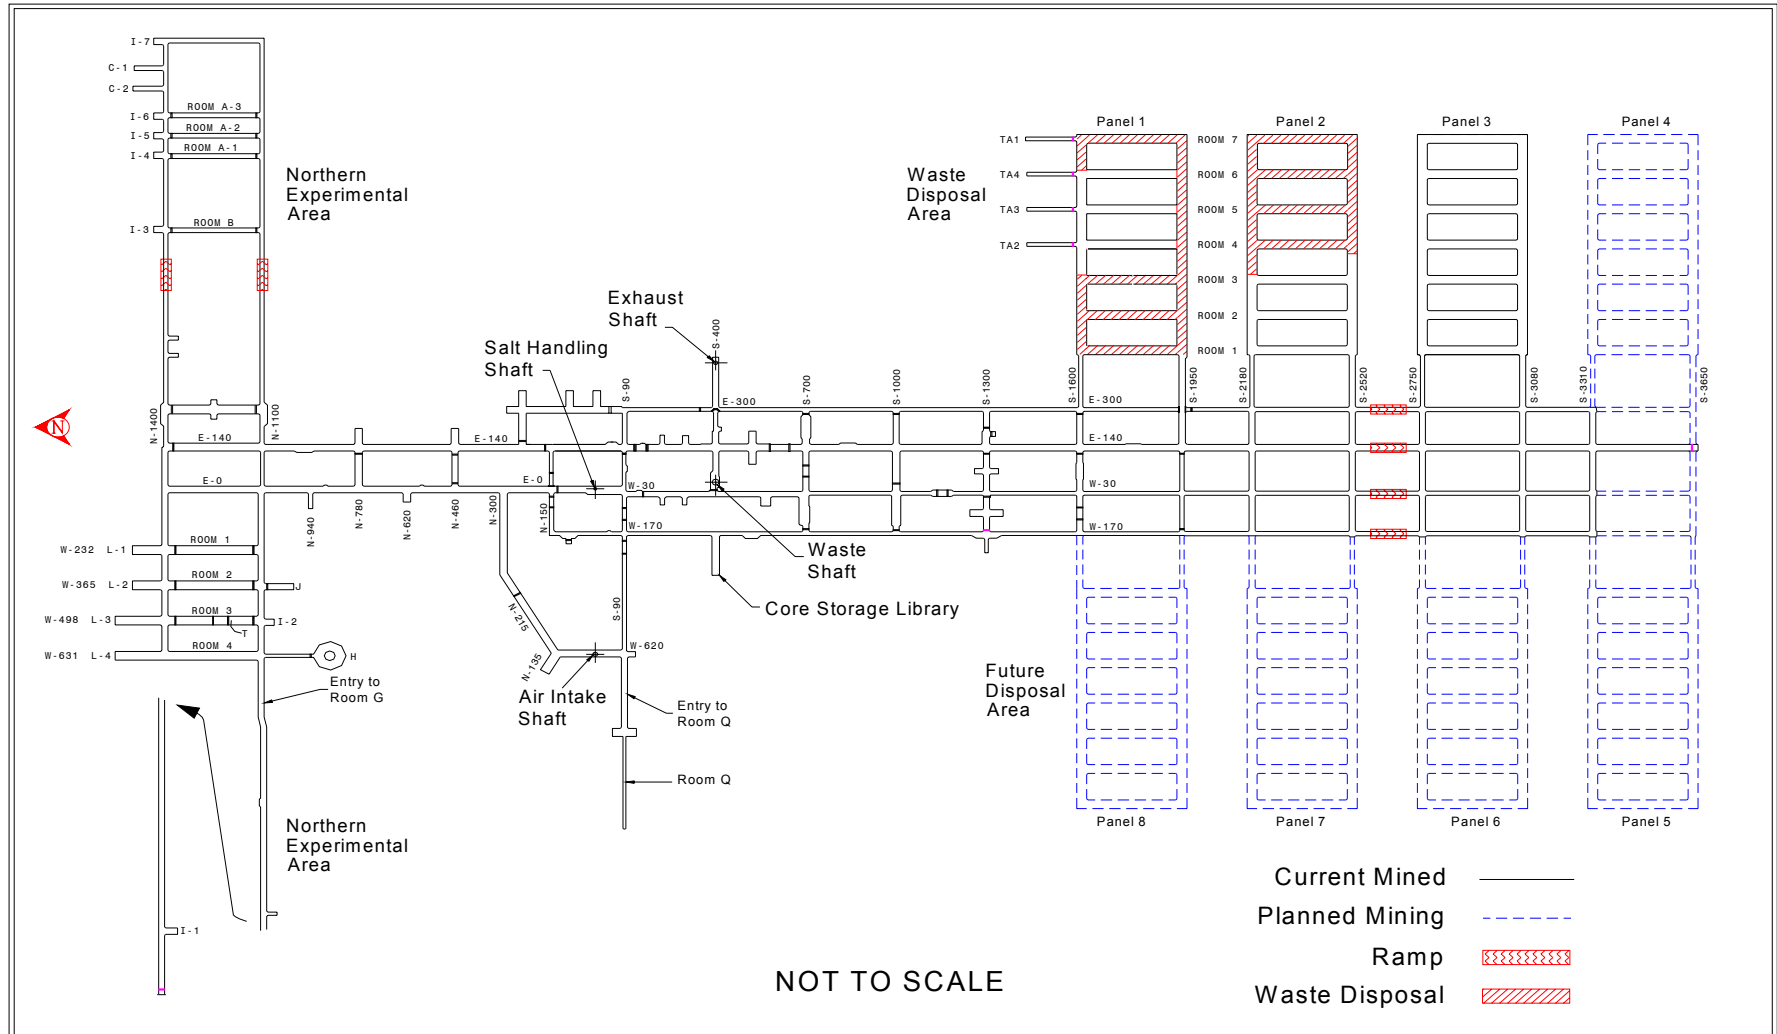 I-7
C-1
C-2
ROOM A-3
I-6
ROOM A-2
I-5
ROOM A-1
I-4
Northern
Experimental
Area
ROOM B
I-3
N
N-1400
N-1100
E-140
E-140
E-0
E-0
N-940
N-780
N-620
N-460
N-300
N-150
ROOM 1
W-232 L-1
ROOM 2
W-365 L-2
J
ROOM 3
W-498 L-3
T
I-2
ROOM 4
W-631 L-4
H
Entry to
Room G
Northern
Experimental
Area
I-1
Exhaust
Shaft
Salt Handling
Shaft
S-90
S-400
E-300
S-700
S-1000
S-1300
W-30
W-170
Waste
Shaft
Core Storage Library
N-215
N-135
S-90
W-620
Air Intake
Shaft
Entry to
Room Q
Room Q
Waste
Disposal
Area
TA1
TA4
TA3
TA2
Panel 1
Panel 2
Panel 3
Panel 4
ROOM 7
ROOM 6
ROOM 5
ROOM 4
ROOM 3
ROOM 2
ROOM 1
S-1600
S-1950
S-2180
S-2520
S-2750
S-3080
S-3310
S-3650
E-300
E-140
W-30
W-170
Future
Disposal
Area
Panel 8
Panel 7
Panel 6
Panel 5
Current Mined
Planned Mining
Ramp
Waste Disposal
NOT TO SCALE